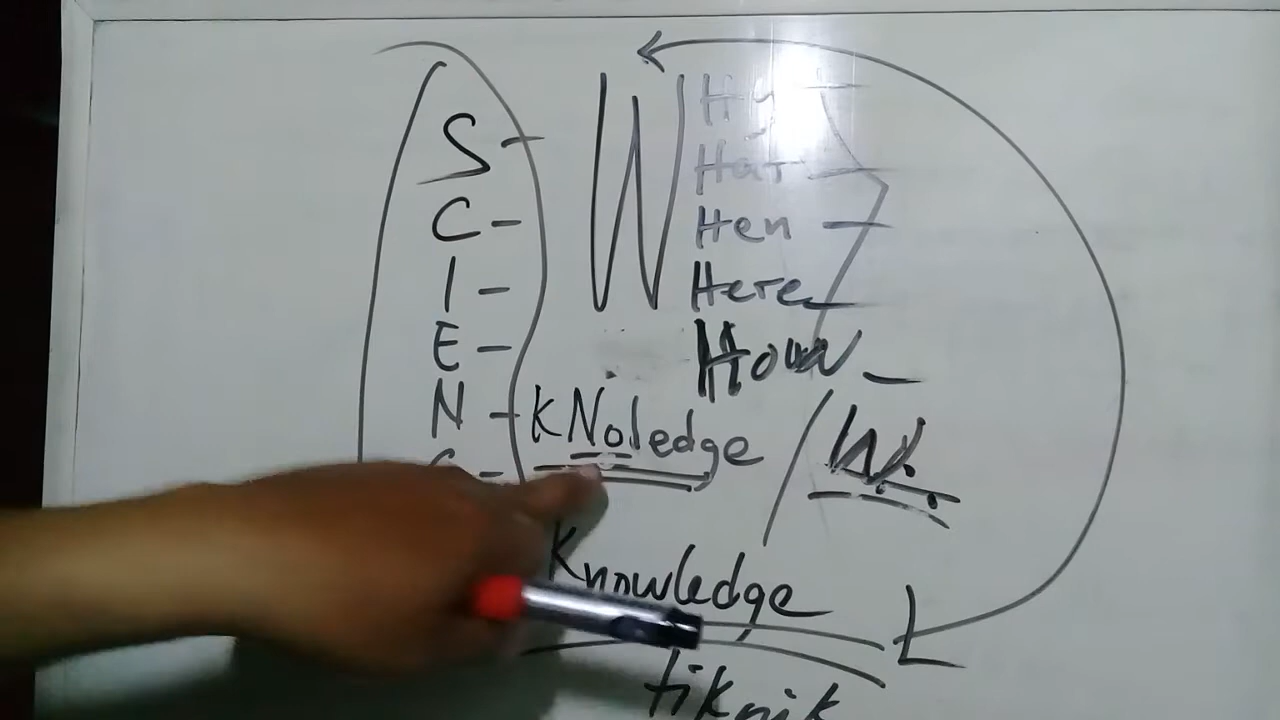 S -
C -
I -
E -
N -
W
Hy -
Hat -
Hen -
Here -
How -
KNoledge / W
Knowledge
L
tiknik